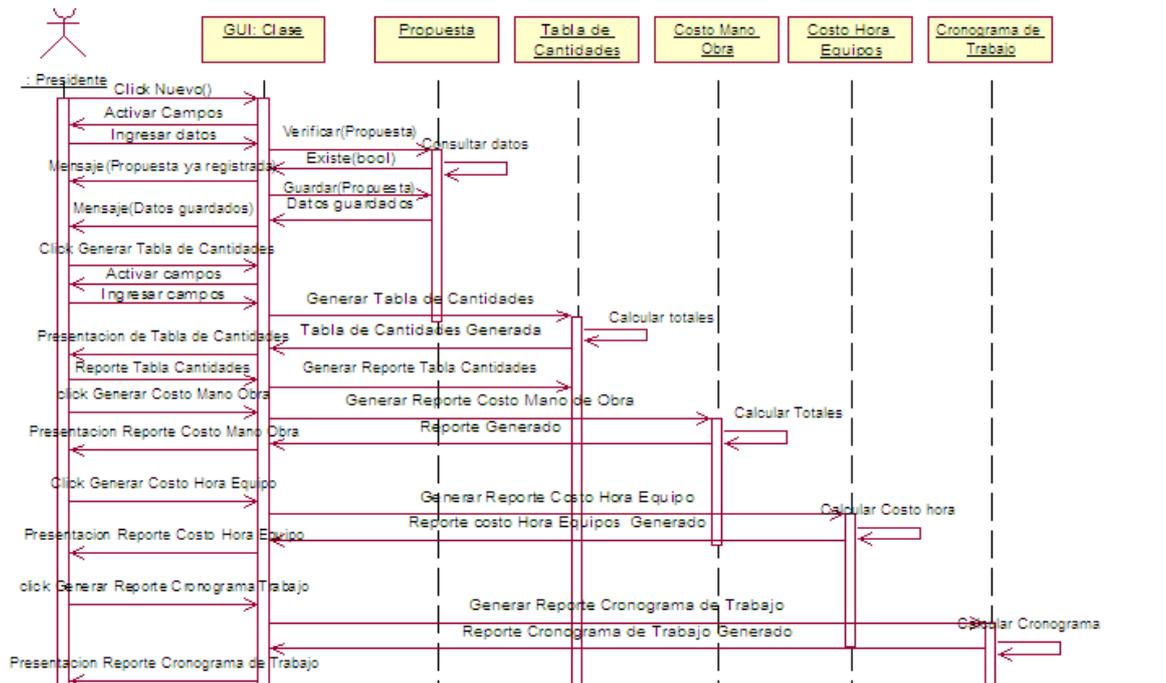 GUI: Clase
Propuesta
Tabla de
Cantidades
Costo Mano
Obra
Costo Hora
Equipos
Cronograma de
Trabajo
: Presidente
Click Nuevo()
Activar Campos
Ingresar datos
Verificar(Propuesta)
Consultar datos
Existe(bool)
Mensaje(Propuesta ya registrada)
Guardar(Propuesta)
Datos guardados
Mensaje(Datos guardados)
Click Generar Tabla de Cantidades
Activar campos
Ingresar campos
Generar Tabla de Cantidades
Calcular totales
Tabla de Cantidades Generada
Presentacion de Tabla de Cantidades
Reporte Tabla Cantidades
Generar Reporte Tabla Cantidades
click Generar Costo Mano Obra
Generar Reporte Costo Mano de Obra
Calcular Totales
Reporte Generado
Presentacion Reporte Costo Mano Obra
Click Generar Costo Hora Equipo
Generar Reporte Costo Hora Equipo
Calcular Costo hora
Reporte costo Hora Equipos Generado
Presentacion Reporte Costo Hora Equipo
click Generar Reporte Cronograma Trabajo
Generar Reporte Cronograma de Trabajo
Calcular Cronograma
Reporte Cronograma de Trabajo Generado
Presentacion Reporte Cronograma de Trabajo